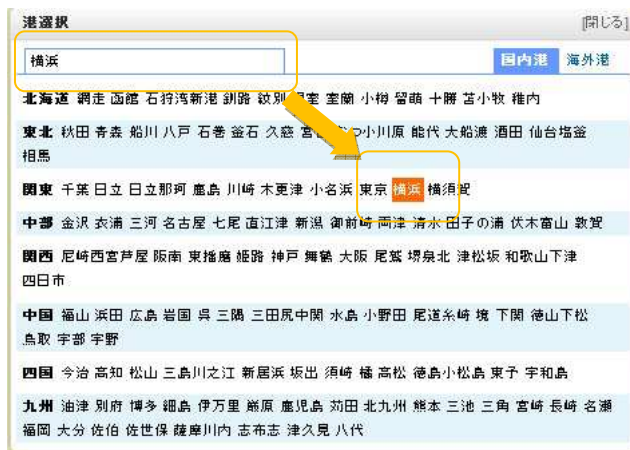 港選択 [閉じる]
横浜 国内港 海外港
北海道 網走 函館 石狩湾新港 釧路 紋別 室蘭 小樽 留萌 十勝 苫小牧 稚内
東北 秋田 青森 船川 八戸 石巻 釜石 久慈 小川原 能代 大船渡 酒田 仙台塩釜
相馬
関東 千葉 日立 日立那珂 鹿島 川崎 木更津 小名浜 東京 横浜 横須賀
中部 金沢 衣浦 三河 名古屋 七尾 直江津 新潟 御前崎 両津 清水 田子の浦 伏木富山 敦賀
関西 尼崎西宮芦屋 阪南 東播磨 姫路 神戸 舞鶴 大阪 尾鷲 堺泉北 津松坂 和歌山下津
四日市
中国 福山 浜田 広島 岩国 呉 三隅 三田尻中関 水島 小野田 尾道糸崎 境 下関 徳山下松
鳥取 宇部 宇野
四国 今治 高知 松山 三島川之江 新居浜 坂出 須崎 橘 高松 徳島小松島 東予 宇和島
九州 油津 別府 博多 細島 伊万里 厳原 鹿児島 苅田 北九州 熊本 三池 三角 宮崎 長崎 名瀬
福岡 大分 佐伯 佐世保 薩摩川内 志布志 津久見 八代